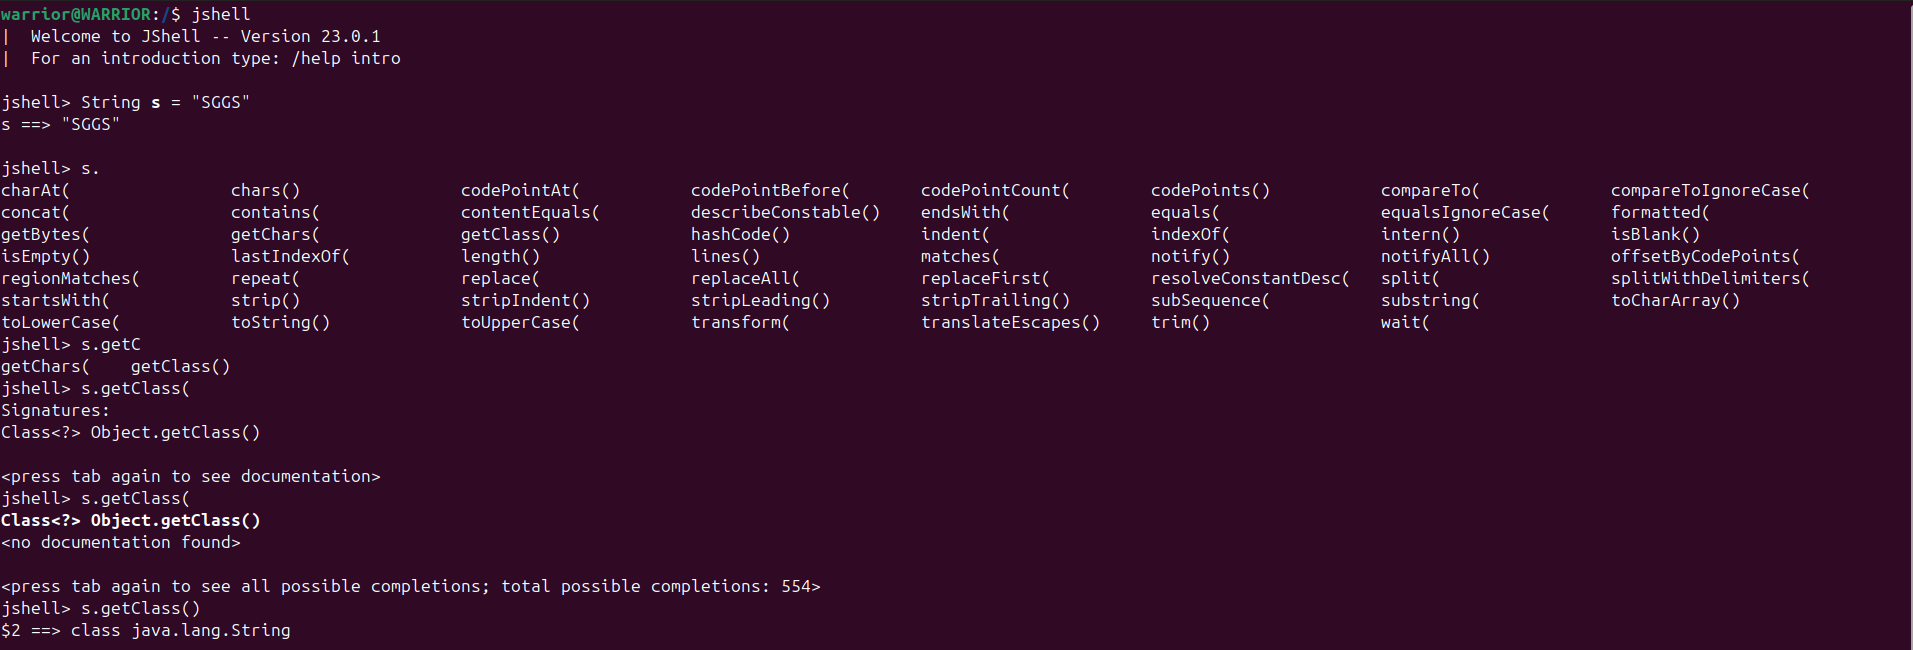 warrior@WARRIOR:/$ jshell
|  Welcome to JShell -- Version 23.0.1
|  For an introduction type: /help intro
jshell> String s = "SGGS"
s ==> "SGGS"
jshell> s.
charAt( chars() codePointAt( codePointBefore( codePointCount( codePoints() compareTo( compareToIgnoreCase(
concat( contains( contentEquals( describeConstable() endsWith( equals( equalsIgnoreCase( formatted(
getBytes( getChars( getClass() hashCode() indent( indexOf( intern() isBlank()
isEmpty() lastIndexOf( length() lines() matches( notify() notifyAll() offsetByCodePoints(
regionMatches( repeat( replace( replaceAll( replaceFirst( resolveConstantDesc( split( splitWithDelimiters(
startsWith( strip() stripIndent() stripLeading() stripTrailing() subSequence( substring( toCharArray()
toLowerCase( toString() toUpperCase( transform( translateEscapes() trim() wait(
jshell> s.getC
getChars( getClass()
jshell> s.getClass(
Signatures:
Class<?> Object.getClass()
<press tab again to see documentation>
jshell> s.getClass(
Class<?> Object.getClass()
<no documentation found>
<press tab again to see all possible completions; total possible completions: 554>
jshell> s.getClass()
$2 ==> class java.lang.String